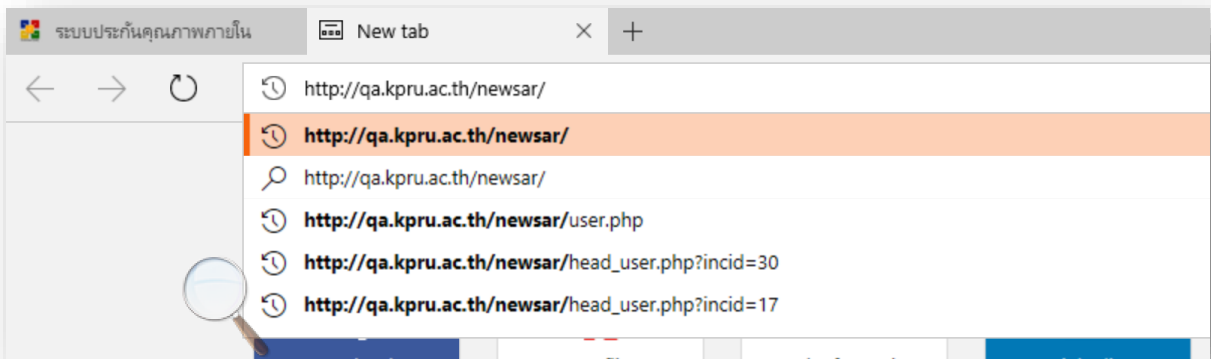 ระบบประกันคุณภาพภายใน New tab
http://qa.kpru.ac.th/newsar/
http://qa.kpru.ac.th/newsar/
http://qa.kpru.ac.th/newsar/
http://qa.kpru.ac.th/newsar/user.php
http://qa.kpru.ac.th/newsar/head_user.php?incid=30
http://qa.kpru.ac.th/newsar/head_user.php?incid=17